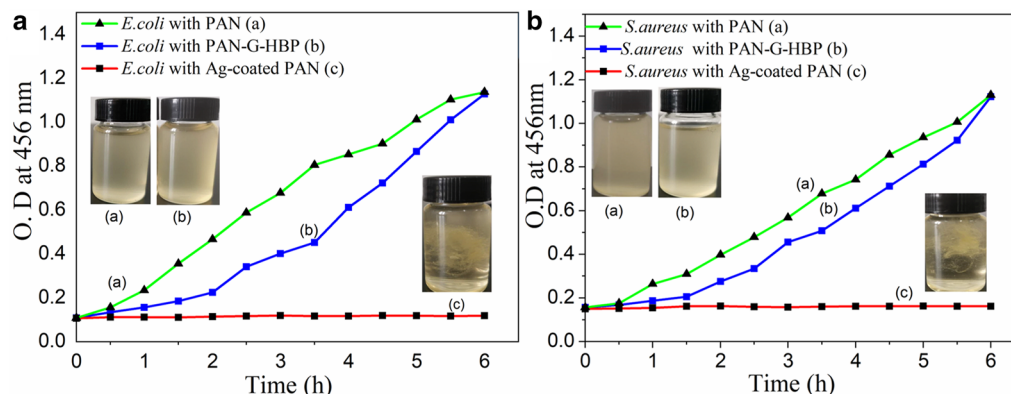 a
E.coli with PAN (a)
E.coli with PAN-G-HBP (b)
E.coli with Ag-coated PAN (c)
1.4
1.2
1.0
0.8
0.6
0.4
0.2
0.0
O. D at 456 nm
(a) (b)
(b)
(a)
(c)
0 1 2 3 4 5 6
Time (h)
b
S.aureus with PAN (a)
S.aureus with PAN-G-HBP (b)
S.aureus with Ag-coated PAN (c)
1.4
1.2
1.0
0.8
0.6
0.4
0.2
0.0
O.D at 456nm
(a) (b)
(a)
(b)
(c)
0 1 2 3 4 5 6
Time (h)